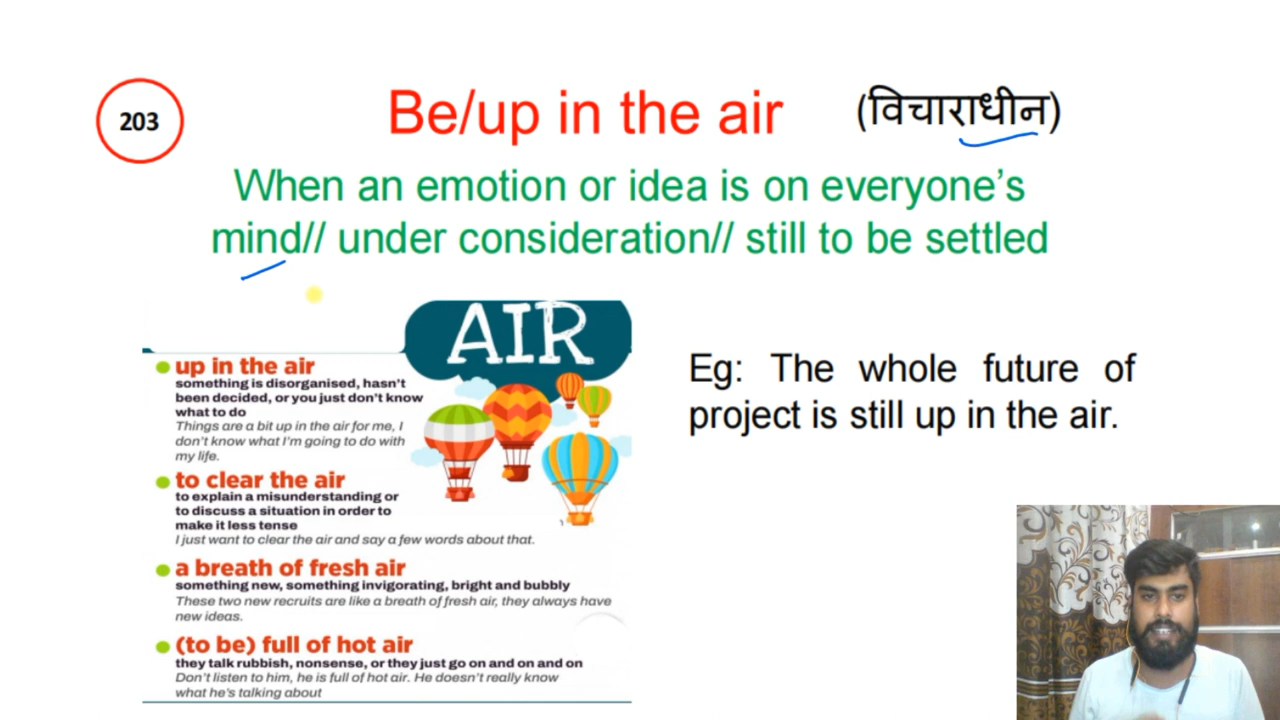 203
Be/up in the air (विचाराधीन)
When an emotion or idea is on everyone's
mind// under consideration// still to be settled
AIR
up in the air
something is disorganised, hasn't
been decided, or you just don't know
what to do
Things are a bit up in the air for me, I
don't know what I'm going to do with
my life.
to clear the air
to explain a misunderstanding or
to discuss a situation in order to
make it less tense
I just want to clear the air and say a few words about that.
a breath of fresh air
something new, something invigorating, bright and bubbly
These two new recruits are like a breath of fresh air, they always have
new ideas.
(to be) full of hot air
they talk rubbish, nonsense, or they just go on and on and on
Don't listen to him, he is full of hot air. He doesn't really know
what he's talking about
Eg: The whole future of
project is still up in the air.